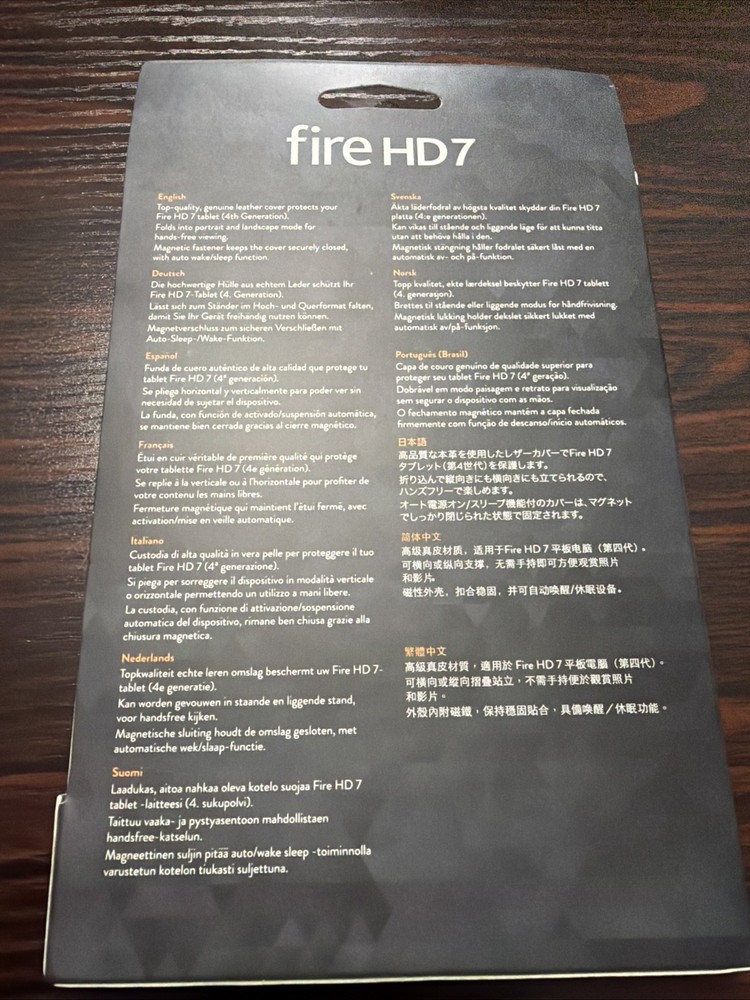 fire HD 7
English
Top-quality, genuine leather cover protects your
Fire HD 7 tablet (4th Generation).
Folds into portrait and landscape mode for
hands-free viewing.
Magnetic fastener keeps the cover securely closed,
with auto wake/sleep function.
Deutsch
Die hochwertige Hülle aus echtem Leder schützt Ihr
Fire HD 7-Tablet (4. Generation).
Lässt sich zum Ständer im Hoch- und Querformat falten,
damit Sie Ihr Gerät freihändig nutzen können.
Magnetverschluss zum sicheren Verschließen mit
Auto-Sleep-/Wake-Funktion.
Español
Funda de cuero auténtico de alta calidad que protege tu
tablet Fire HD 7 (4ª generación).
Se pliega horizontal y verticalmente para poder ver sin
necesidad de sujetar el dispositivo.
La funda, con función de activado/suspensión automática,
se mantiene bien cerrada gracias al cierre magnético.
Français
Étui en cuir véritable de première qualité qui protège
votre tablette Fire HD 7 (4e génération).
Se replie à la verticale ou à l'horizontale pour profiter de
votre contenu les mains libres.
Fermeture magnétique qui maintient l'étui fermé, avec
activation/mise en veille automatique.
Italiano
Custodia di alta qualità in vera pelle per proteggere il tuo
tablet Fire HD 7 (4ª generazione).
Si piega per sorreggere il dispositivo in modalità verticale
o orizzontale permettendo un utilizzo a mani libere.
La custodia, con funzione di attivazione/sospensione
automatica del dispositivo, rimane ben chiusa grazie alla
chiusura magnetica.
Nederlands
Topkwaliteit echte leren omslag beschermt uw Fire HD 7-
tablet (4e generatie).
Kan worden gevouwen in staande en liggende stand,
voor handsfree kijken.
Magnetische sluiting houdt de omslag gesloten, met
automatische wek/slaap-functie.
Suomi
Laadukas, aitoa nahkaa oleva kotelo suojaa Fire HD 7
tablet -laitteesi (4. sukupolvi).
Taittuu vaaka- ja pystyasentoon mahdollistaen
handsfree-katselun.
Magneettinen suljin pitää auto/wake sleep -toiminnolla
varustetun kotelon tiukasti suljettuna.
Svenska
Äkta läderfodral av högsta kvalitet skyddar din Fire HD 7
platta (4:e generationen).
Kan vikas till stående och liggande läge för att kunna titta
utan att behöva hålla i den.
Magnetisk stängning håller fodralet säkert låst med en
automatisk av- och på-funktion.
Norsk
Topp kvalitet, ekte lærdeksel beskytter Fire HD 7 tablett
(4. generasjon).
Brettes til stående eller liggende modus for håndfrivisning.
Magnetisk lukking holder dekslet sikkert lukket med
automatisk av/på-funksjon.
Português (Brasil)
Capa de couro genuíno de qualidade superior para
proteger seu tablet Fire HD 7 (4ª geração).
Dobrável em modo paisagem e retrato para visualização
sem segurar o dispositivo com as mãos.
O fechamento magnético mantém a capa fechada
firmemente com função de descanso/início automáticos.
日本語
高品質な本革を使用したレザーカバーでFire HD 7
タブレット（第4世代）を保護します。
折り込んで縦向きにも横向きにも立てられるので、
ハンズフリーで楽しめます。
オート電源オン/スリープ機能付のカバーは、マグネット
でしっかり閉じられた状態で固定されます。
简体中文
高级真皮材质，适用于Fire HD 7 平板电脑（第四代）。
可横向或纵向支撑，无需手持即可方便观赏照片
和影片。
磁性外壳，扣合稳固，并可自动唤醒/休眠设备。
繁體中文
高級真皮材質，適用於 Fire HD 7 平板電腦（第四代）。
可橫向或縱向摺疊站立，不需手持便於觀賞照片
和影片。
外殼內附磁鐵，保持穩固貼合，具備喚醒／休眠功能。